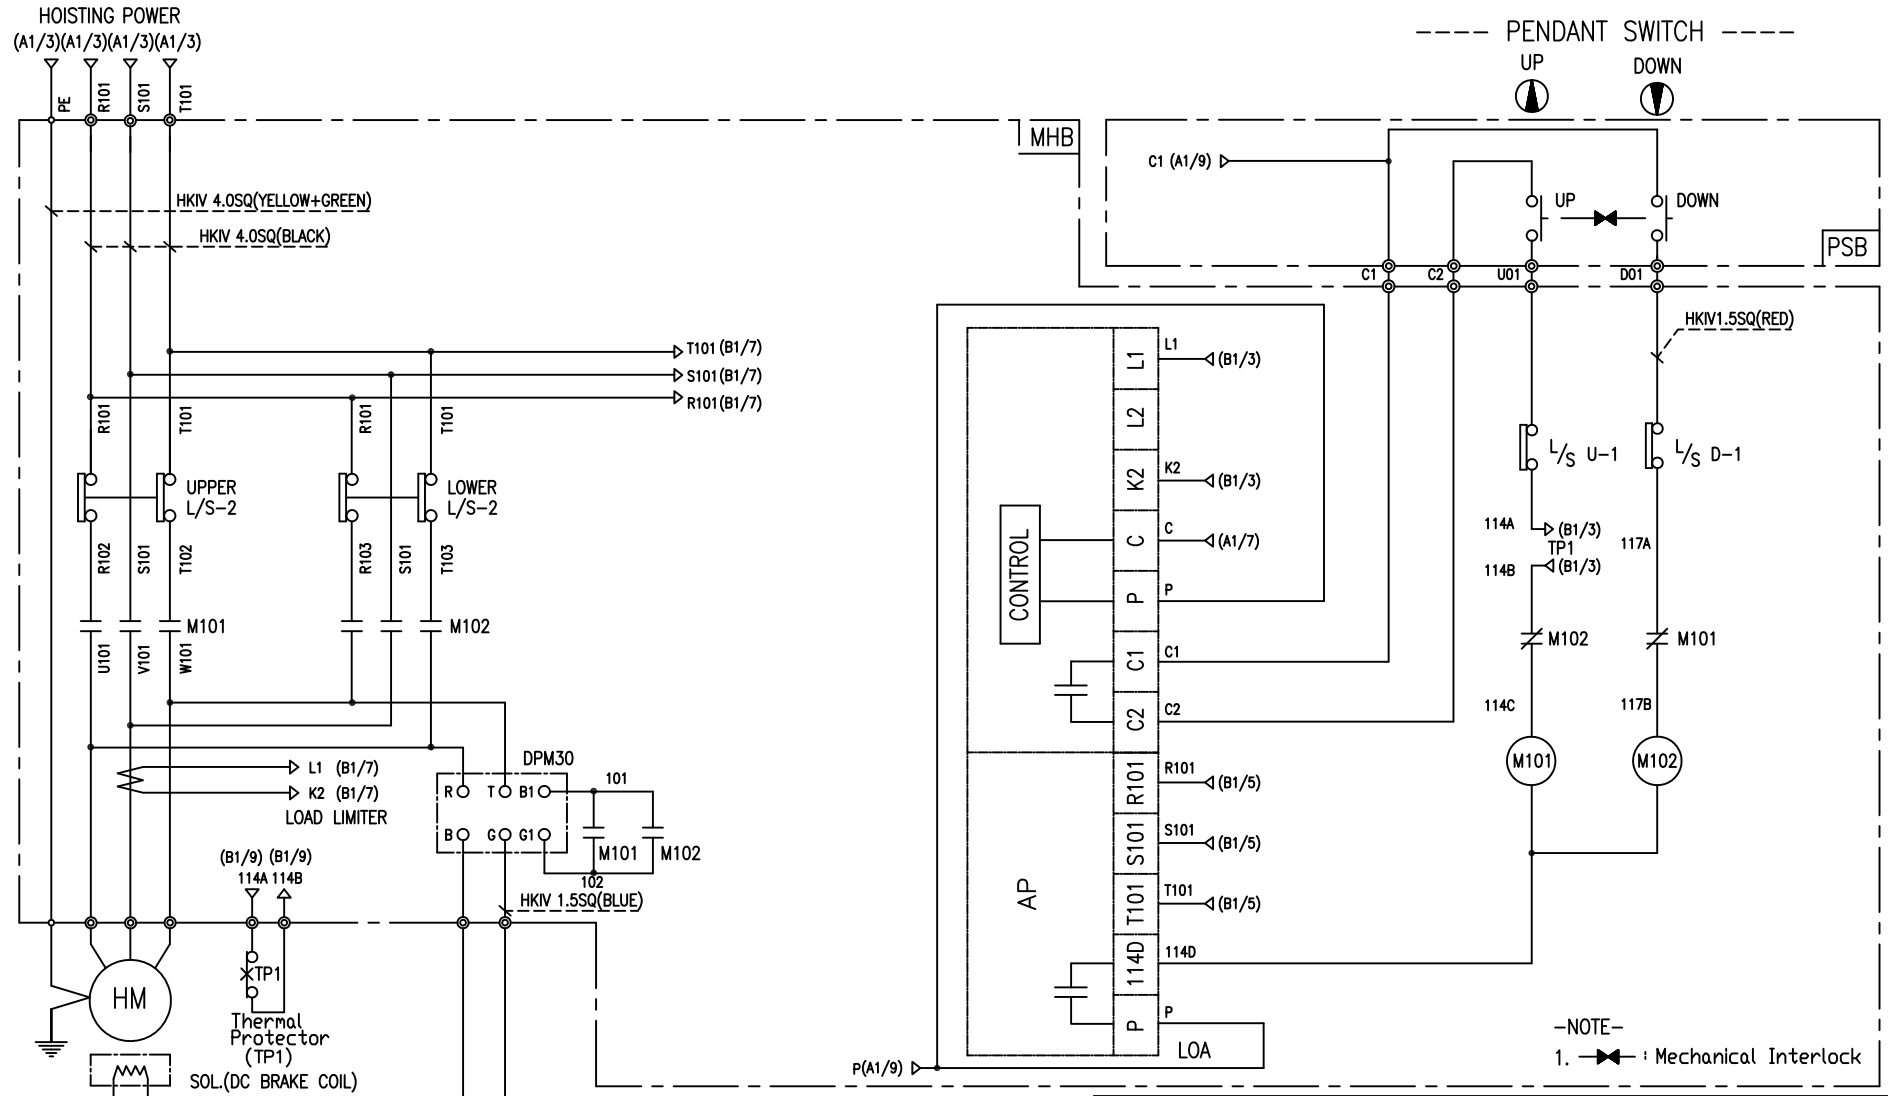 HOISTING POWER
(A1/3)(A1/3)(A1/3)(A1/3)
PE
R101
S101
T101
MHB
HKIV 4.0SQ(YELLOW+GREEN)
HKIV 4.0SQ(BLACK)
T101 (B1/7)
S101 (B1/7)
R101 (B1/7)
R101
T101
R101
T101
UPPER
L/S-2
LOWER
L/S-2
R102
S101
T102
R103
S101
T103
M101
M102
U101
V101
W101
L1 (B1/7)
K2 (B1/7)
LOAD LIMITER
DPM30
R
T
B1
B
G
G1
101
M101
M102
102
HKIV 1.5SQ(BLUE)
(B1/9) (B1/9)
114A 114B
TP1
Thermal
Protector
(TP1)
HM
SOL.(DC BRAKE COIL)
---- PENDANT SWITCH ----
UP
DOWN
C1 (A1/9)
UP
DOWN
PSB
C1
C2
U01
D01
HKIV1.5SQ(RED)
L/S U-1
L/S D-1
114A
(B1/3)
TP1
114B
(B1/3)
117A
M102
M101
114C
117B
M101
M102
CONTROL
L1
L1
(B1/3)
L2
K2
K2
(B1/3)
C
C
(A1/7)
P
P
C1
C1
C2
C2
AP
R101
R101
(B1/5)
S101
S101
(B1/5)
T101
T101
(B1/5)
114D
114D
P
P
LOA
P(A1/9)
-NOTE-
1. : Mechanical Interlock